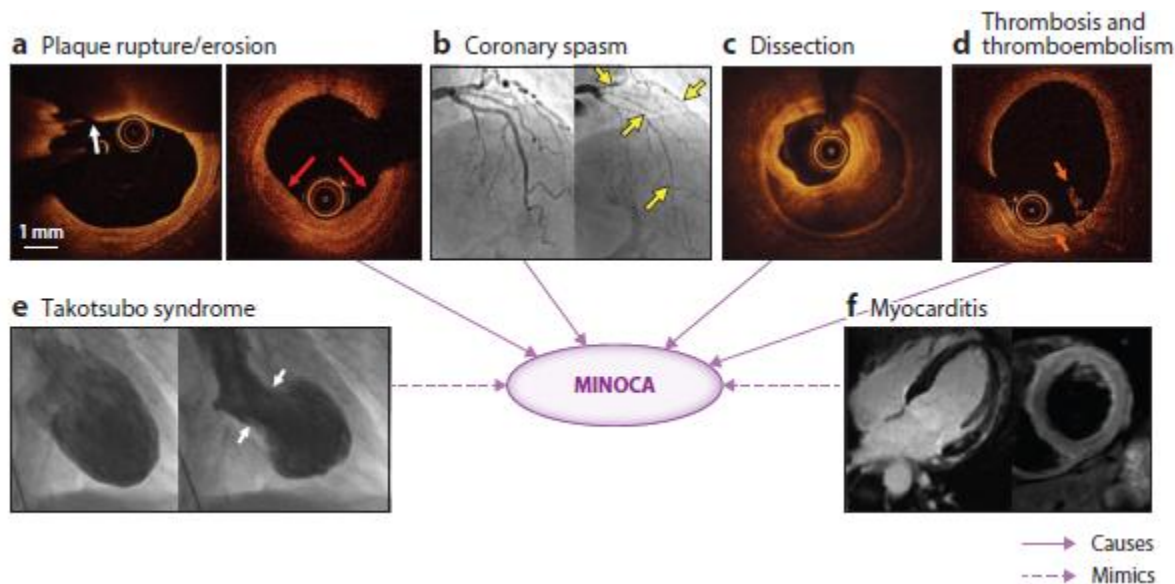 a Plaque rupture/erosion
b Coronary spasm
c Dissection
d Thrombosis and
thromboembolism
1 mm
e Takotsubo syndrome
f Myocarditis
MINOCA
Causes
Mimics